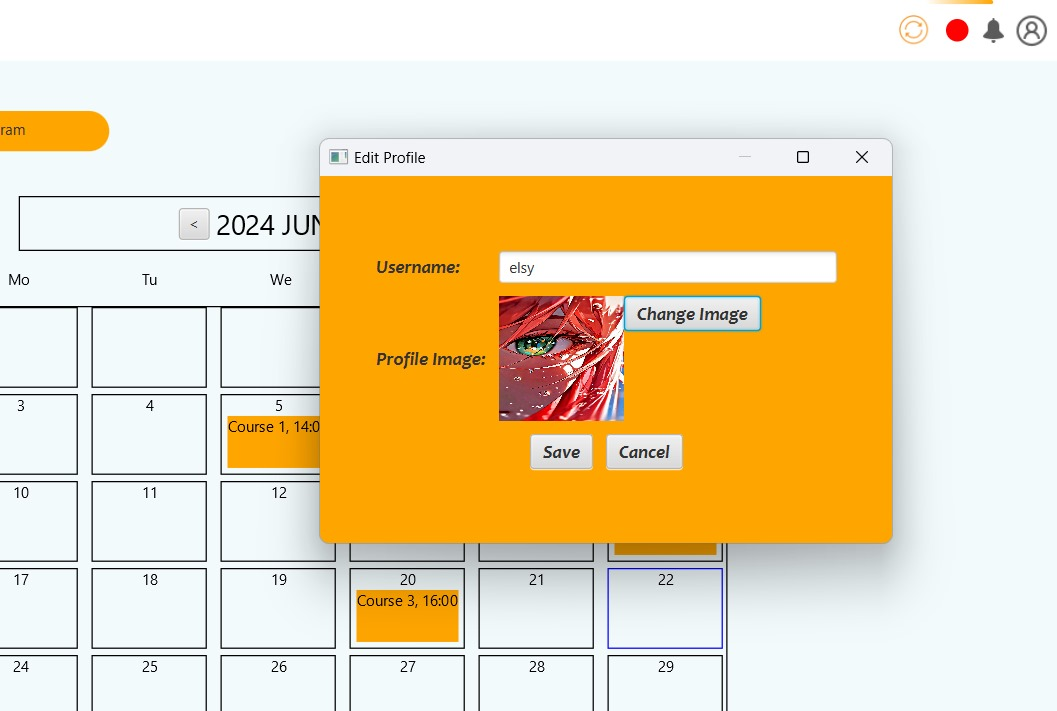 ram
Edit Profile
< 2024 JUN
Mo Tu We
Username: elsy
Change Image
Profile Image:
Save Cancel
3 4 5
Course 1, 14:0
10 11 12
17 18 19 20 21 22
Course 3, 16:00
24 25 26 27 28 29